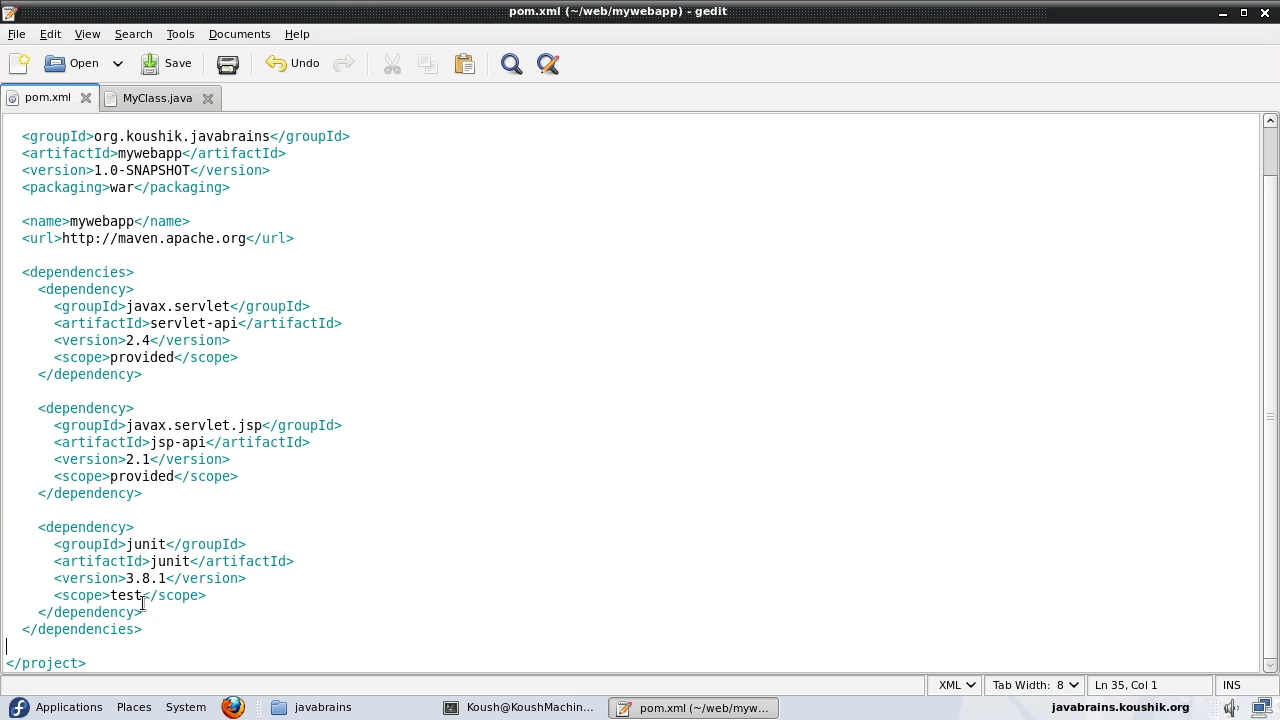 pom.xml (~/web/mywebapp) - gedit
File Edit View Search Tools Documents Help
Open Save Undo
pom.xml MyClass.java
<groupId>org.koushik.javabrains</groupId>
<artifactId>mywebapp</artifactId>
<version>1.0-SNAPSHOT</version>
<packaging>war</packaging>
<name>mywebapp</name>
<url>http://maven.apache.org</url>
<dependencies>
<dependency>
<groupId>javax.servlet</groupId>
<artifactId>servlet-api</artifactId>
<version>2.4</version>
<scope>provided</scope>
</dependency>
<dependency>
<groupId>javax.servlet.jsp</groupId>
<artifactId>jsp-api</artifactId>
<version>2.1</version>
<scope>provided</scope>
</dependency>
<dependency>
<groupId>junit</groupId>
<artifactId>junit</artifactId>
<version>3.8.1</version>
<scope>test</scope>
</dependency>
</dependencies>
</project>
XML Tab Width: 8 Ln 35, Col 1 INS
Applications Places System javabrains Koush@KoushMachin... pom.xml (~/web/myw... javabrains.koushik.org